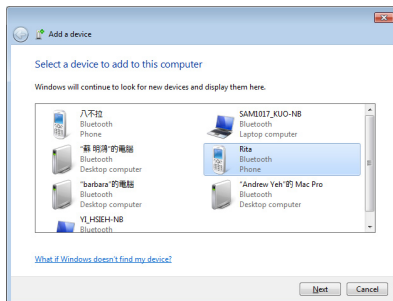 Add a device
Select a device to add to this computer
Windows will continue to look for new devices and display them here.
八不拉
Bluetooth
Phone
SAM1017_KUO-NB
Bluetooth
Laptop computer
"蘇 明鴻"的電腦
Bluetooth
Desktop computer
Rita
Bluetooth
Phone
"barbara"的電腦
Bluetooth
Desktop computer
"Andrew Yeh"的 Mac Pro
Bluetooth
Desktop computer
YI_HSIEH-NB
Bluetooth
What if Windows doesn't find my device?
Next
Cancel